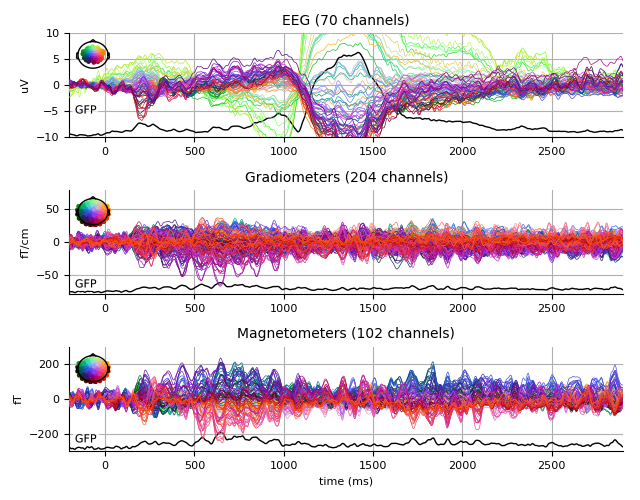 EEG (70 channels)
10
5
0
−5
−10
uV
GFP
0 500 1000 1500 2000 2500
Gradiometers (204 channels)
50
0
−50
fT/cm
GFP
0 500 1000 1500 2000 2500
Magnetometers (102 channels)
200
0
−200
fT
GFP
0 500 1000 1500 2000 2500
time (ms)